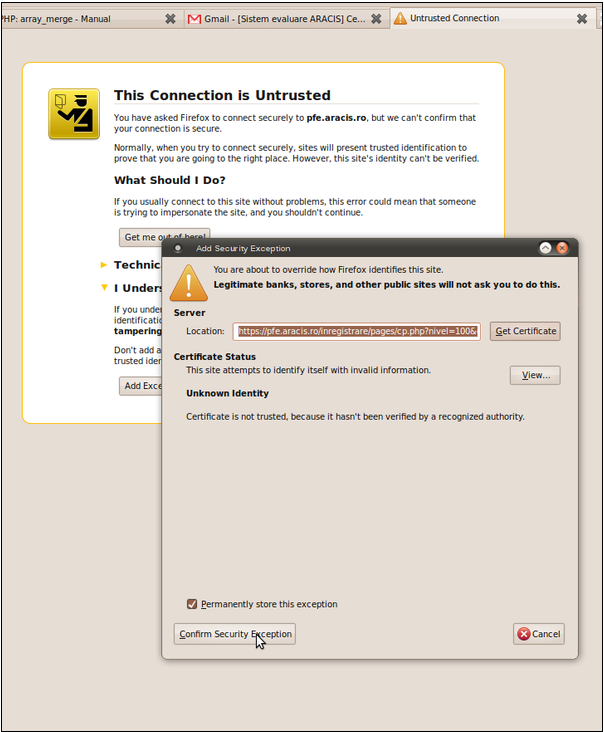 PHP: array_merge - Manual
Gmail - [Sistem evaluare ARACIS] Ce...
Untrusted Connection
This Connection is Untrusted
You have asked Firefox to connect securely to pfe.aracis.ro, but we can't confirm that
your connection is secure.
Normally, when you try to connect securely, sites will present trusted identification to
prove that you are going to the right place. However, this site's identity can't be verified.
What Should I Do?
If you usually connect to this site without problems, this error could mean that someone
is trying to impersonate the site, and you shouldn't continue.
Get me out of here!
Technic
I Unders
If you under
identificatio
tampering
Don't add a
trusted iden
Add Exce
Add Security Exception
You are about to override how Firefox identifies this site.
Legitimate banks, stores, and other public sites will not ask you to do this.
Server
Location:
https://pfe.aracis.ro/inregistrare/pages/cp.php?nivel=100&
Get Certificate
Certificate Status
This site attempts to identify itself with invalid information.
View...
Unknown Identity
Certificate is not trusted, because it hasn't been verified by a recognized authority.
Permanently store this exception
Confirm Security Exception
Cancel